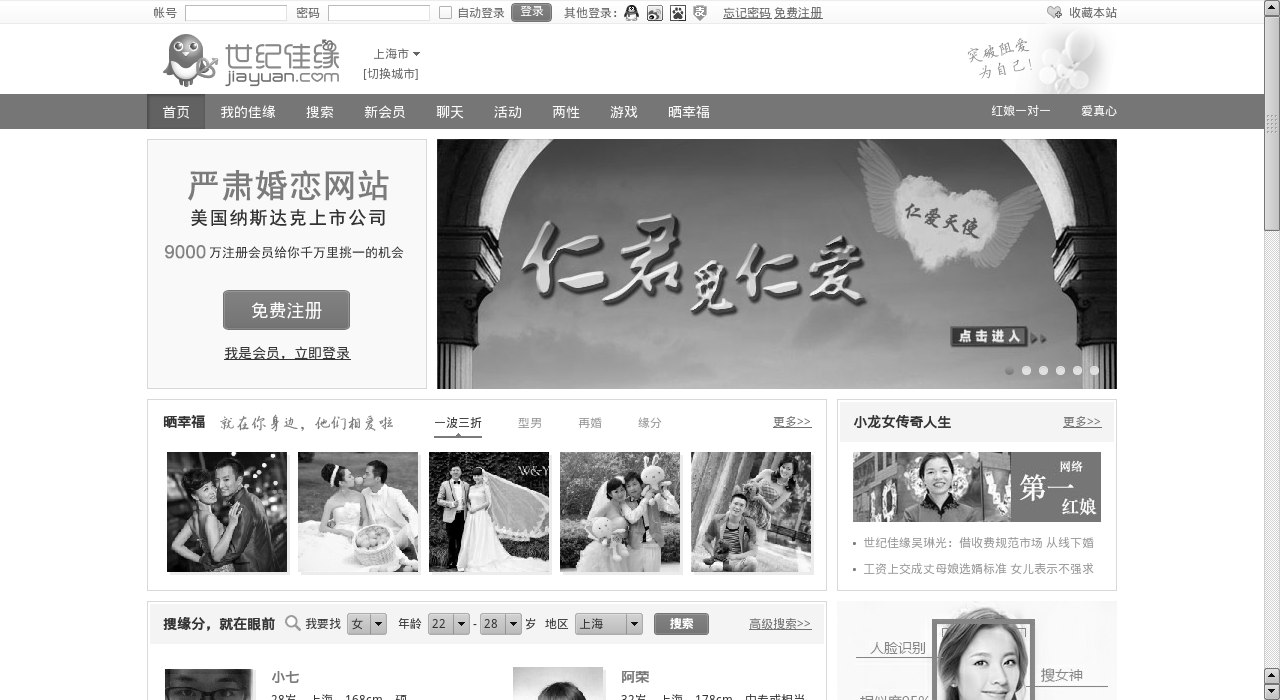 帐号 密码 自动登录 登录 其他登录: 忘记密码 免费注册 收藏本站
世纪佳缘
jiayuan.com
上海市
[切换城市]
突破阻爱
为自己!
首页 我的佳缘 搜索 新会员 聊天 活动 两性 游戏 晒幸福 红娘一对一 爱真心
严肃婚恋网站
美国纳斯达克上市公司
9000 万注册会员给你千万里挑一的机会
免费注册
我是会员，立即登录
仁爱天使
仁君觅仁爱
点击进入
晒幸福 就在你身边，他们相爱啦 一波三折 型男 再婚 缘分 更多>>
W&Y
小龙女传奇人生 更多>>
网络
第一
红娘
世纪佳缘吴琳光：借收费规范市场 从线下婚
工资上交成丈母娘选婿标准 女儿表示不强求
搜缘分，就在眼前 我要找 女 年龄 22 - 28 岁 地区 上海 搜索 高级搜索>>
小七
阿荣
人脸识别
搜女神
28岁 上海 168cm 硕
32岁 上海 178cm 中专或相当
相似度95%